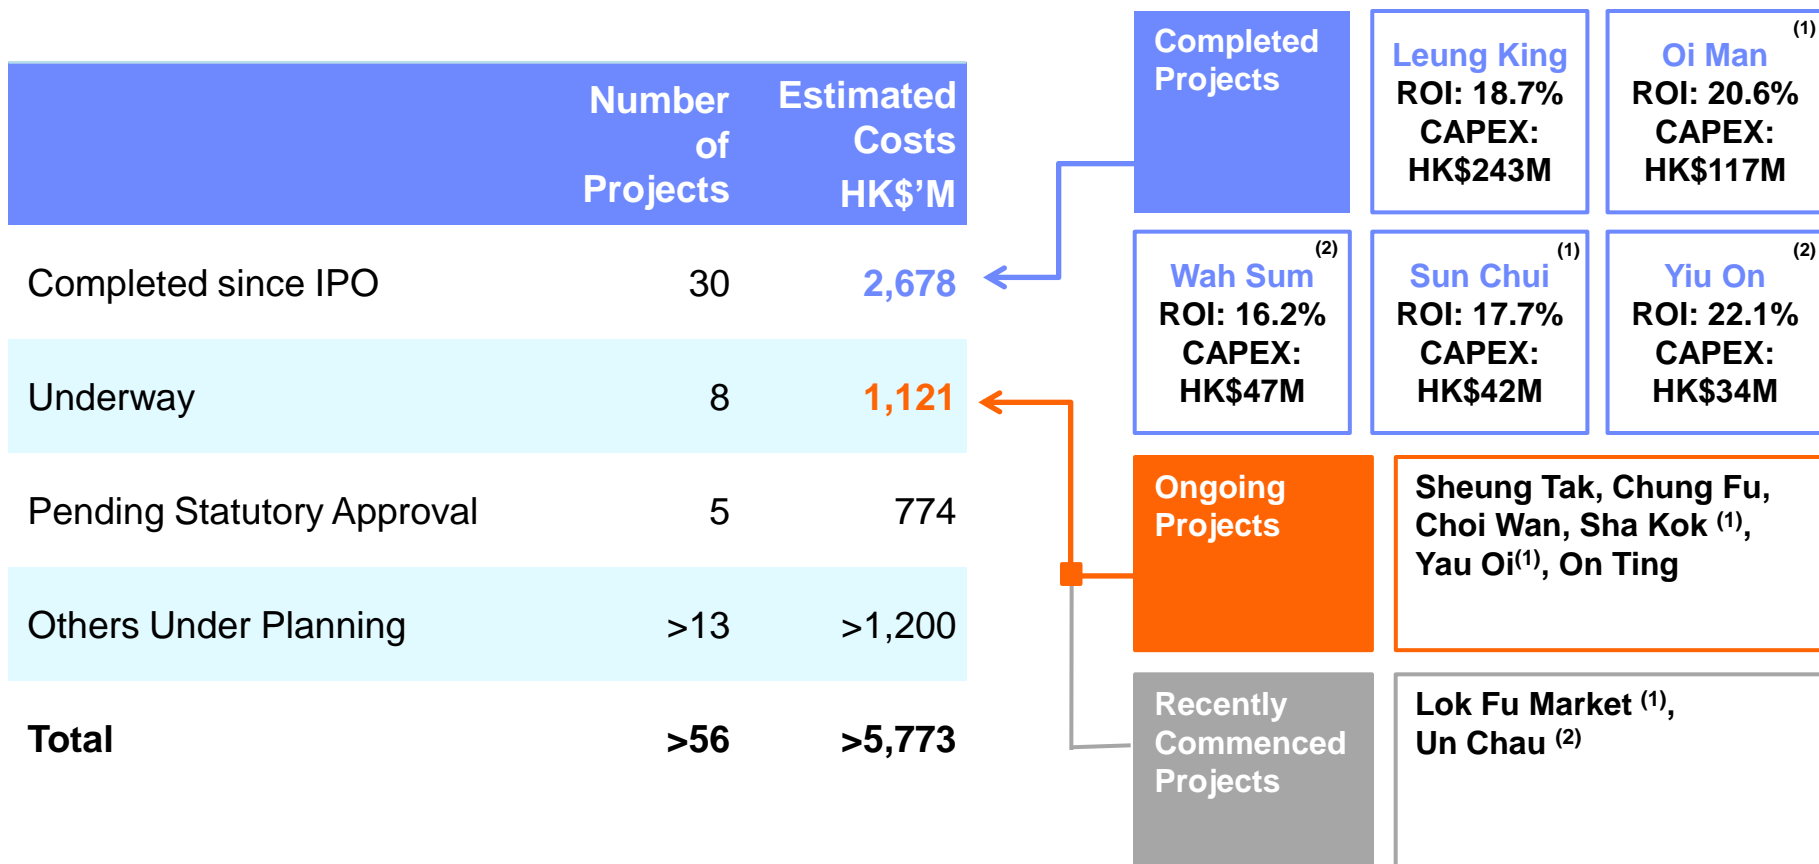 Number of Projects
Estimated Costs HK$’M
Completed since IPO 30 2,678
Underway 8 1,121
Pending Statutory Approval 5 774
Others Under Planning >13 >1,200
Total >56 >5,773
Completed
Projects
Leung King
ROI: 18.7%
CAPEX:
HK$243M
(1)
Oi Man
ROI: 20.6%
CAPEX:
HK$117M
(2)
Wah Sum
ROI: 16.2%
CAPEX:
HK$47M
(1)
Sun Chui
ROI: 17.7%
CAPEX:
HK$42M
(2)
Yiu On
ROI: 22.1%
CAPEX:
HK$34M
Ongoing
Projects
Sheung Tak, Chung Fu,
Choi Wan, Sha Kok (1),
Yau Oi(1), On Ting
Recently
Commenced
Projects
Lok Fu Market (1),
Un Chau (2)